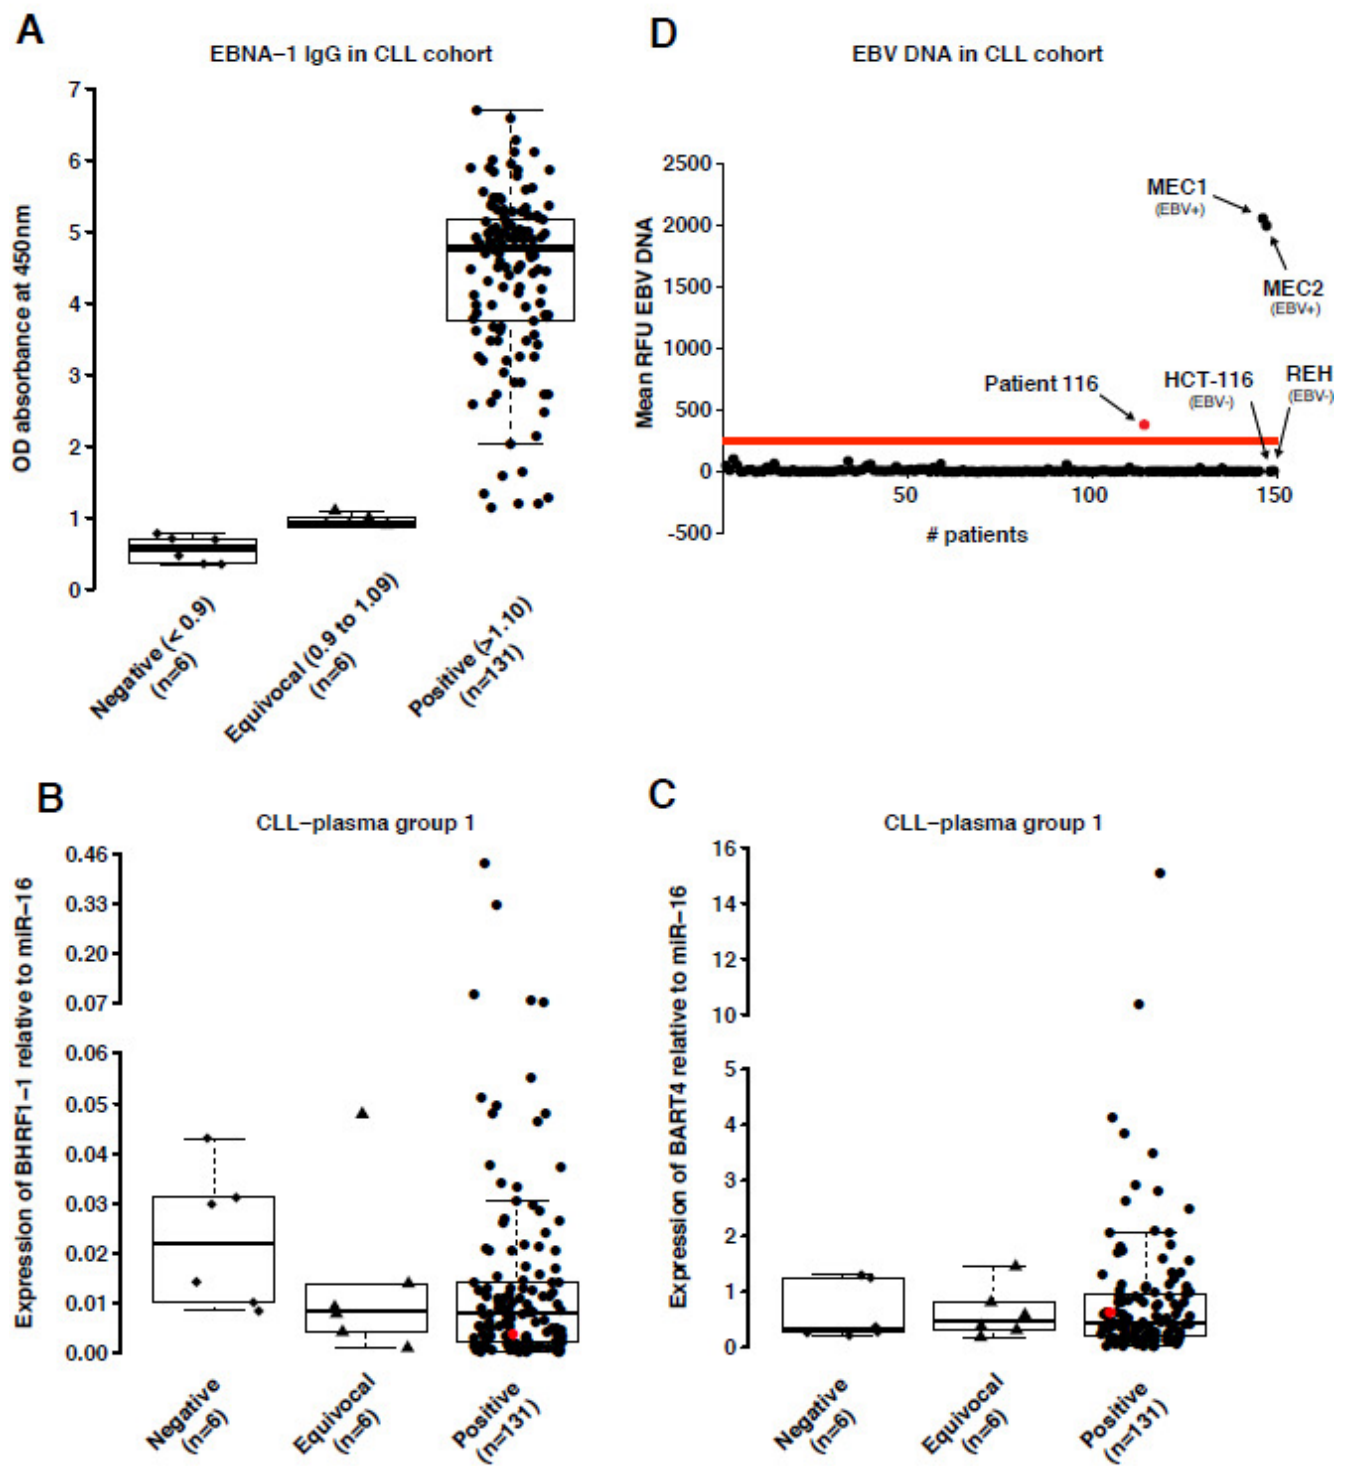 A
EBNA–1 IgG in CLL cohort
OD absorbance at 450nm
7
6
5
4
3
2
1
0
Negative (< 0.9)
(n=6)
Equivocal (0.9 to 1.09)
(n=6)
Positive (>1.10)
(n=131)
D
EBV DNA in CLL cohort
Mean RFU EBV DNA
2500
2000
1500
1000
500
0
-500
MEC1
(EBV+)
MEC2
(EBV+)
Patient 116
HCT-116
(EBV-)
REH
(EBV-)
50
100
150
# patients
B
CLL–plasma group 1
Expression of BHRF1–1 relative to miR–16
0.46
0.33
0.20
0.07
0.06
0.05
0.04
0.03
0.02
0.01
0.00
Negative
(n=6)
Equivocal
(n=6)
Positive
(n=131)
C
CLL–plasma group 1
Expression of BART4 relative to miR–16
16
14
12
10
5
4
3
2
1
0
Negative
(n=6)
Equivocal
(n=6)
Positive
(n=131)